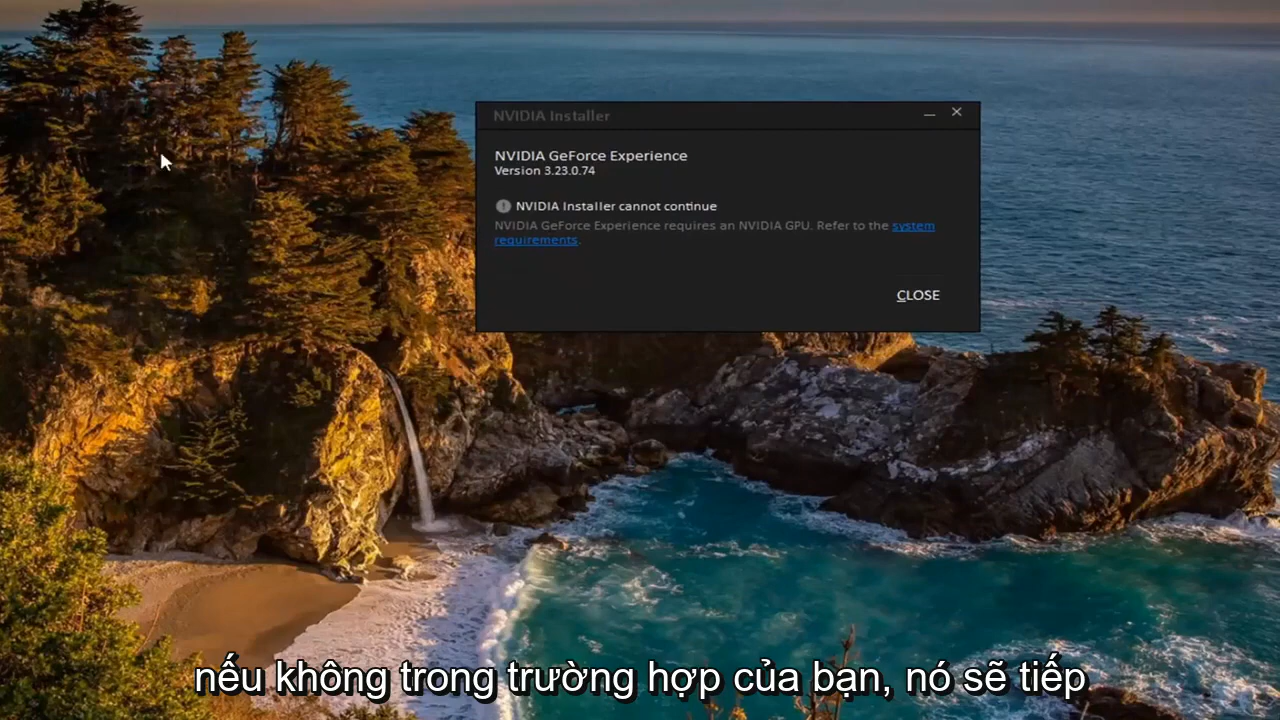 NVIDIA Installer
NVIDIA GeForce Experience
Version 3.23.0.74
NVIDIA Installer cannot continue
NVIDIA GeForce Experience requires an NVIDIA GPU. Refer to the system
requirements.
CLOSE
nếu không trong trường hợp của bạn, nó sẽ tiếp